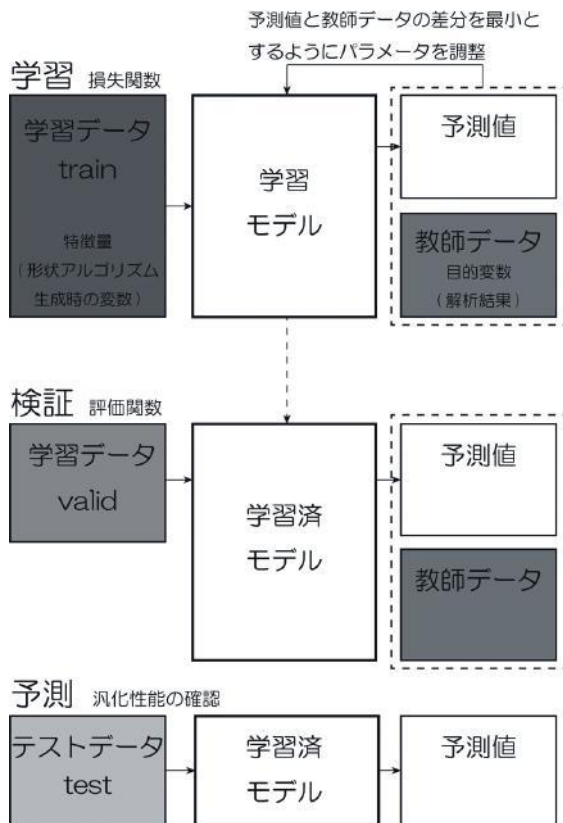 予測値と教師データの差分を最小と
するようにパラメータを調整
学習 損失関数
学習データ
train
特徴量
(形状アルゴリズム
生成時の変数)
学習
モデル
予測値
教師データ
目的変数
(解析結果)
検証 評価関数
学習データ
valid
学習済
モデル
予測値
教師データ
予測 汎化性能の確認
テストデータ
test
学習済
モデル
予測値